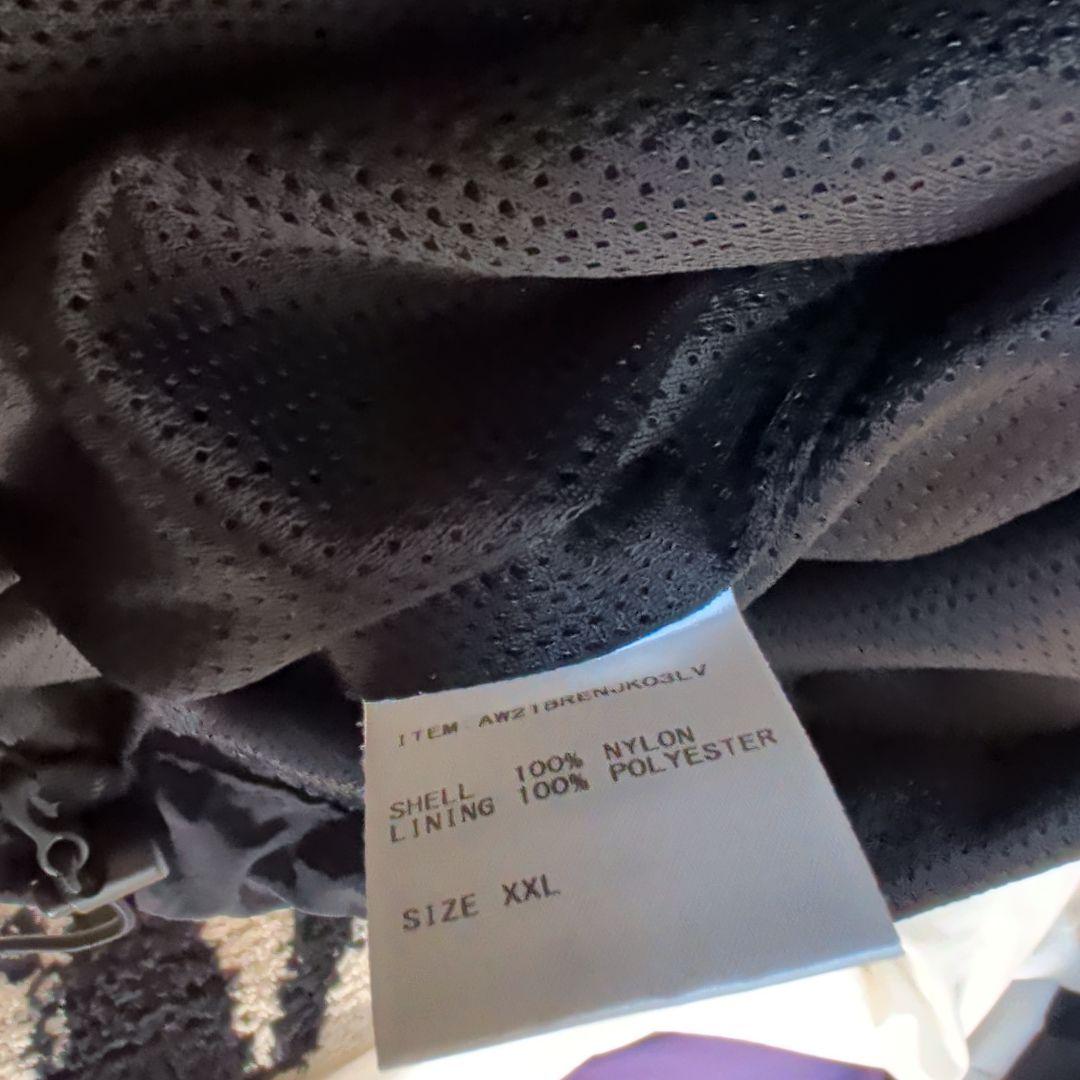 ITEM AW21BRENJK03LV
SHELL 100% NYLON
LINING 100% POLYESTER
SIZE XXL